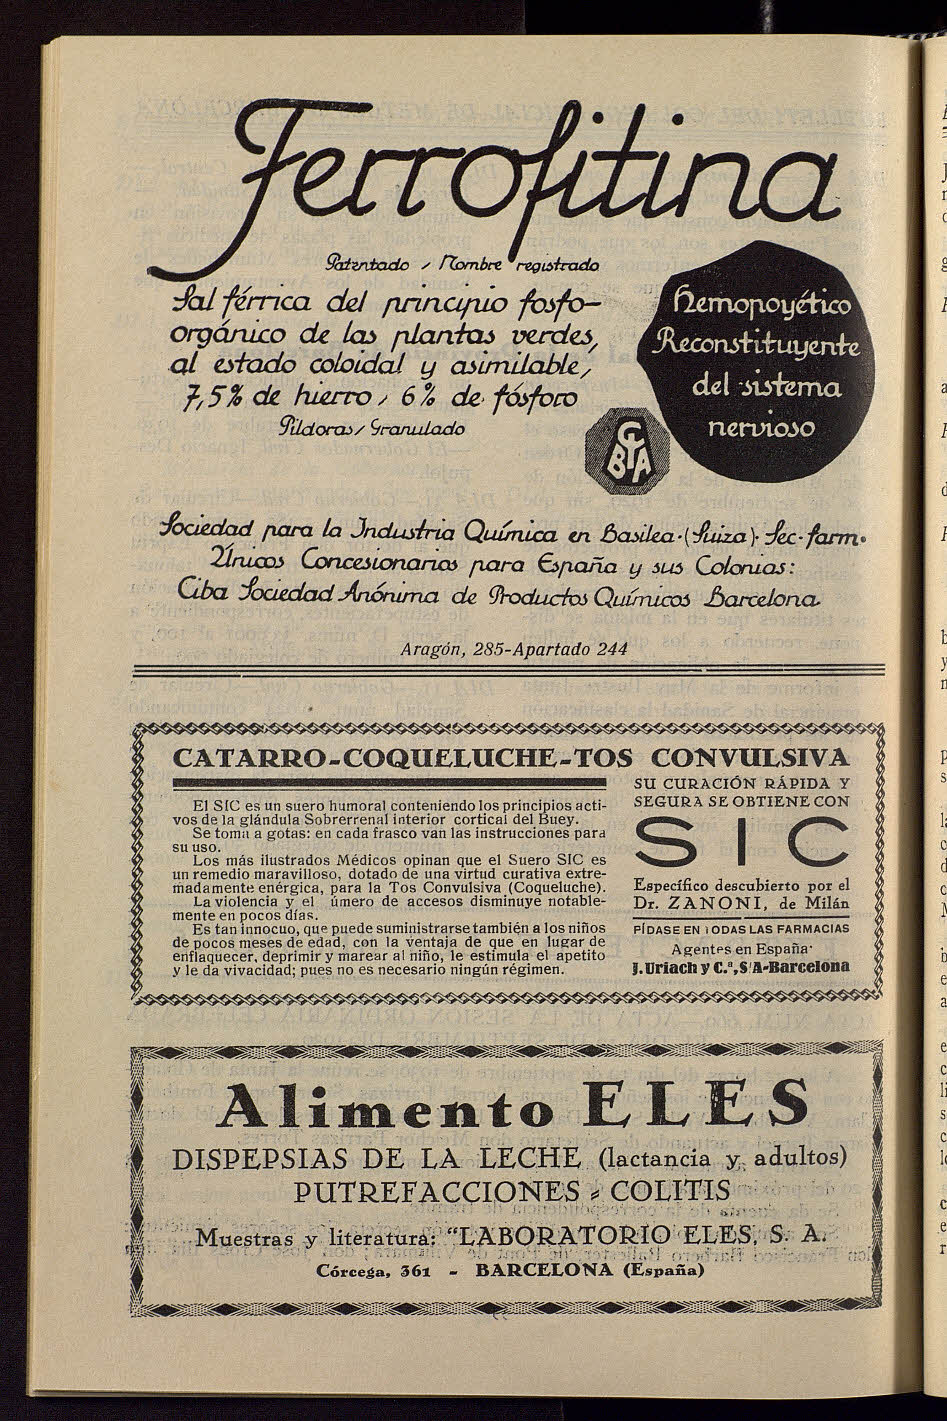 Ferrofitina
Patentado / Nombre registrado
Sal férrica del principio fosfo-
orgánico de las plantas verdes,
al estado coloidal y asimilable,
7,5% de hierro, 6% de fósforo
Píldoras / Granulado
Hemopoyético
Reconstituyente
del sistema
nervioso
CIBA
Sociedad para la Industria Química en Basilea-(Suiza)-Sec-farm.
Únicos Concesionarios para España y sus Colonias:
Ciba Sociedad Anónima de Productos Químicos Barcelona
Aragón, 285-Apartado 244
CATARRO-COQUELUCHE-TOS CONVULSIVA
El SIC es un suero humoral conteniendo los principios acti-
vos de la glándula Sobrerrenal interior cortical del Buey.
Se toma a gotas: en cada frasco van las instrucciones para
su uso.
Los más ilustrados Médicos opinan que el Suero SIC es
un remedio maravilloso, dotado de una virtud curativa extre-
madamente enérgica, para la Tos Convulsiva (Coqueluche).
La violencia y el úmero de accesos disminuye notable-
mente en pocos días.
Es tan innocuo, que puede suministrarse también a los niños
de pocos meses de edad, con la ventaja de que en lugar de
enflaquecer, deprimir y marear al niño, le estimula el apetito
y le da vivacidad; pues no es necesario ningún régimen.
SU CURACIÓN RÁPIDA Y
SEGURA SE OBTIENE CON
SIC
Específico descubierto por el
Dr. ZANONI, de Milán
PÍDASE EN TODAS LAS FARMACIAS
Agentes en España:
J. Uriach y C.ª, S A-Barcelona
Alimento ELES
DISPEPSIAS DE LA LECHE (lactancia y adultos)
PUTREFACCIONES - COLITIS
Muestras y literatura: "LABORATORIO ELES, S. A.
Córcega, 361 - BARCELONA (España)